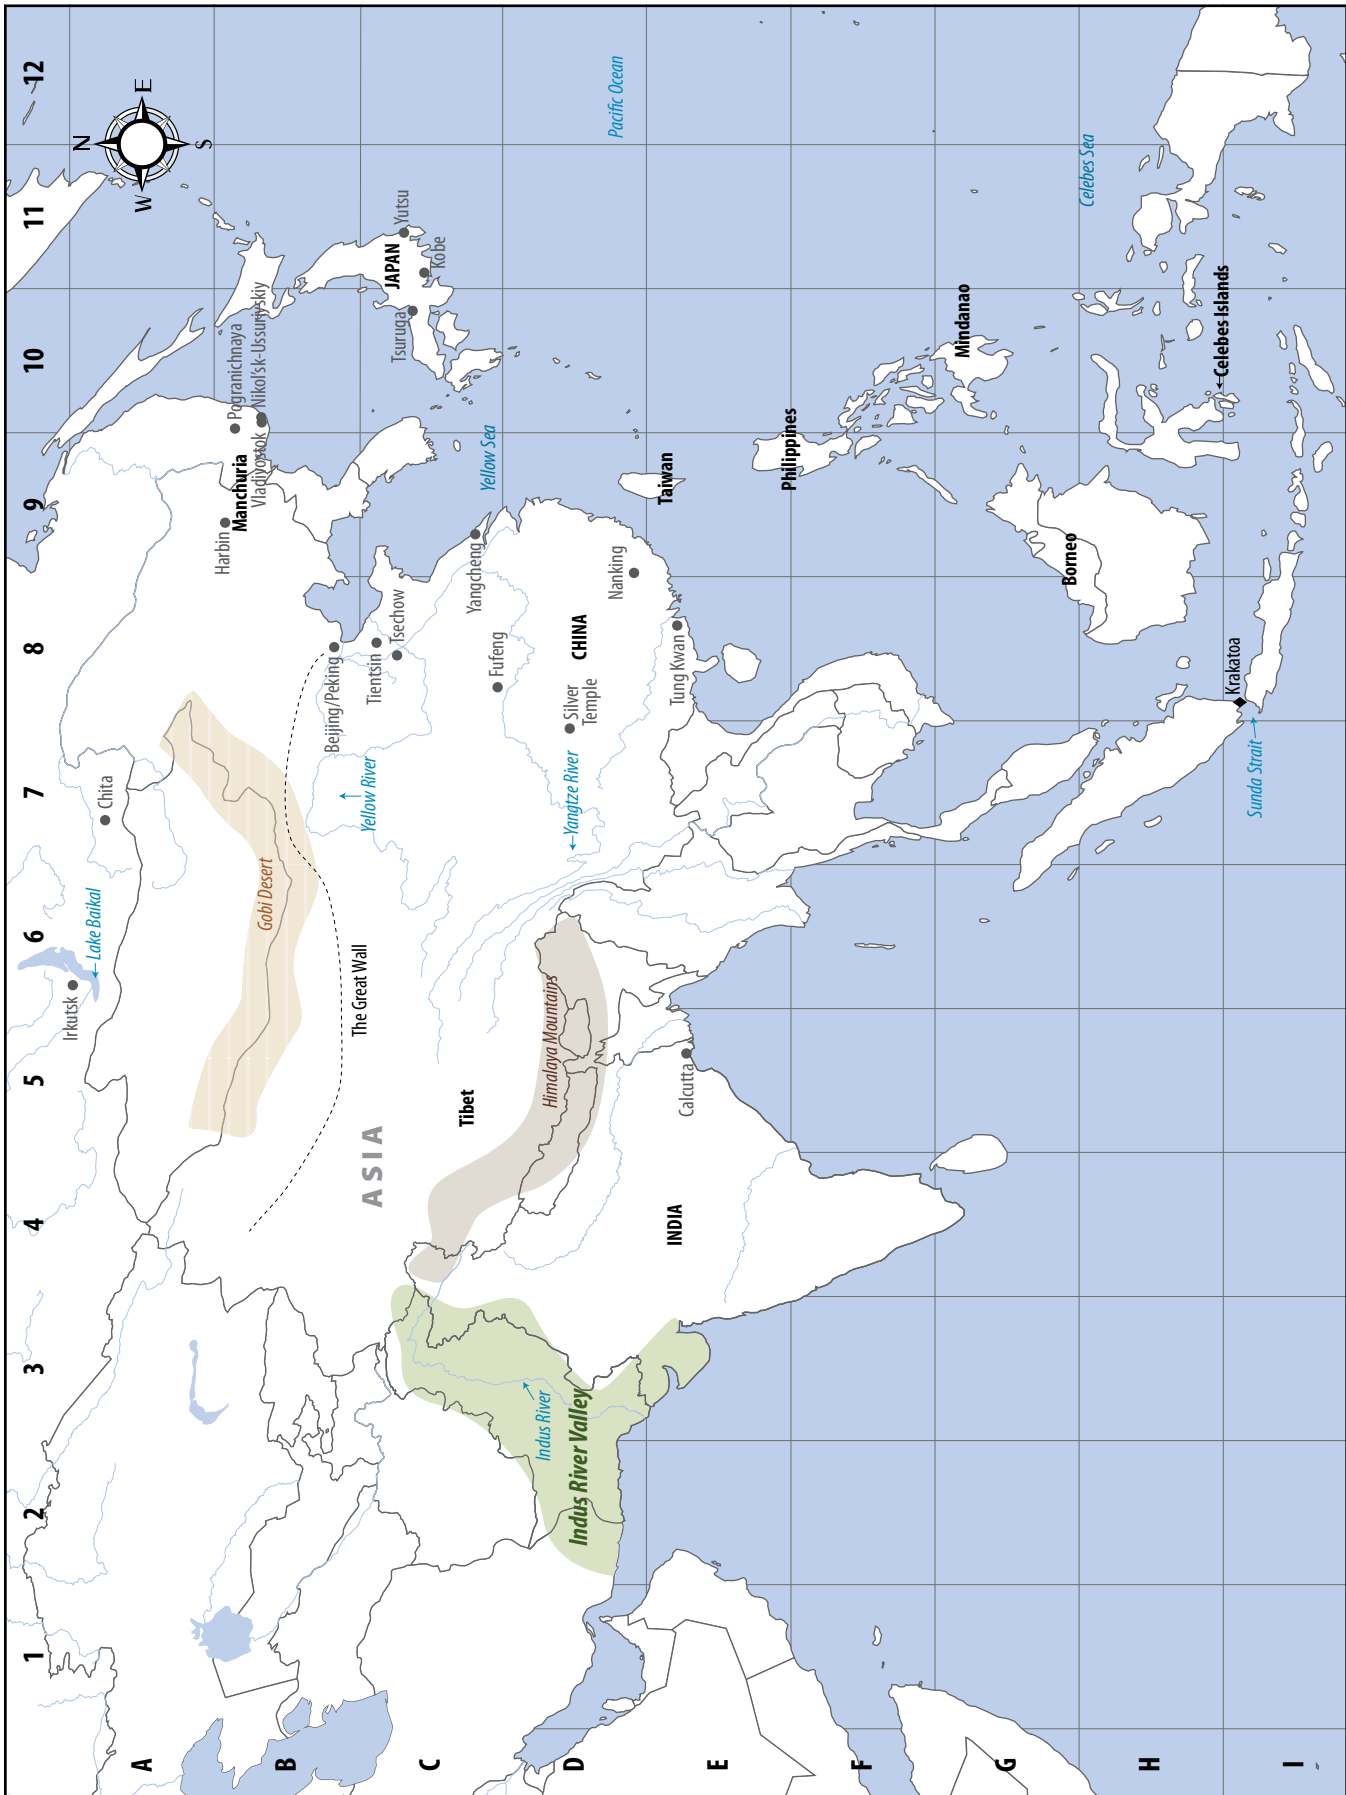 1
2
3
4
5
6
7
8
9
10
11
12
A
B
C
D
E
F
G
H
I
N
E
S
W
Irkutsk
Lake Baikal
Chita
Gobi Desert
The Great Wall
ASIA
Tibet
Himalaya Mountains
Indus River
Indus River Valley
INDIA
Calcutta
Harbin
Manchuria
Pogranichnaya
Vladivostok
Nikol'sk-Ussuriyskiy
Beijing/Peking
Tientsin
Tsechow
Yellow River
Yangcheng
Fufeng
Silver
Temple
Yangtze River
CHINA
Nanking
Tung Kwan
Yellow Sea
JAPAN
Yutsu
Kobe
Tsuruga
Taiwan
Pacific Ocean
Philippines
Mindanao
Borneo
Celebes Sea
Celebes Islands
Krakatoa
Sunda Strait